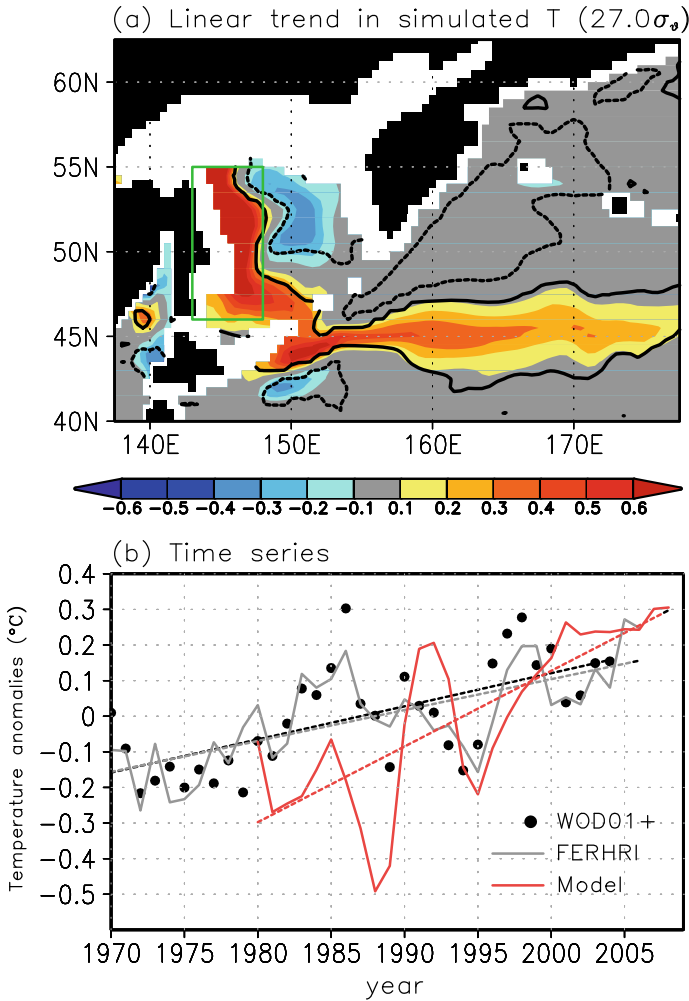 (a) Linear trend in simulated T (27.0σ𝜗)
60N
55N
50N
45N
40N
140E 150E 160E 170E
-0.6 -0.5 -0.4 -0.3 -0.2 -0.1 0.1 0.2 0.3 0.4 0.5 0.6
(b) Time series
0.4
0.3
0.2
0.1
0
-0.1
-0.2
-0.3
-0.4
-0.5
Temperature anomalies (°C)
WOD01+
FERHRI
Model
1970 1975 1980 1985 1990 1995 2000 2005
year